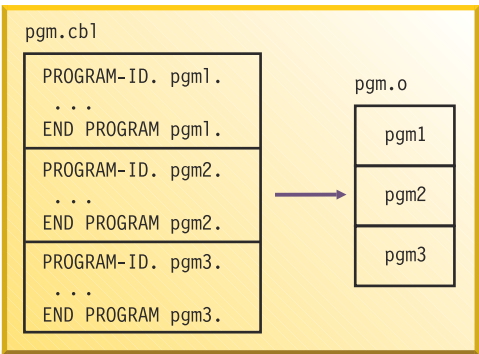 pgm.cbl
PROGRAM-ID. pgm1.
...
END PROGRAM pgm1.
PROGRAM-ID. pgm2.
...
END PROGRAM pgm2.
PROGRAM-ID. pgm3.
...
END PROGRAM pgm3.
pgm.o
pgm1
pgm2
pgm3